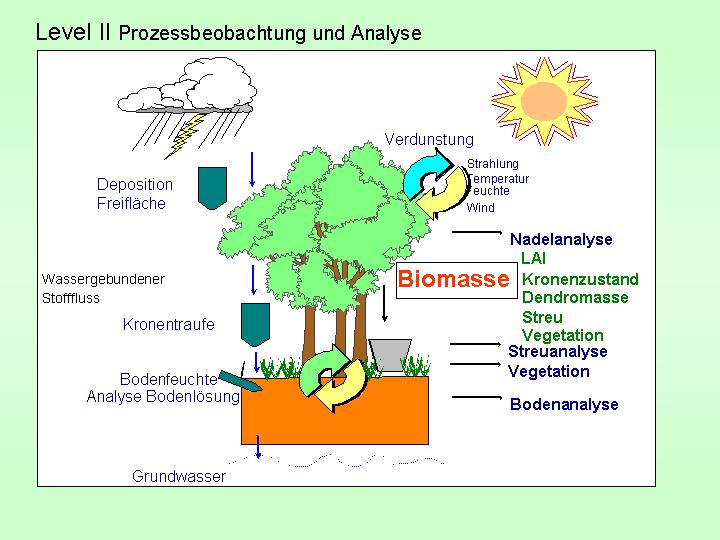 Level II Prozessbeobachtung und Analyse
Verdunstung
Strahlung
Temperatur
Feuchte
Wind
Deposition
Freifläche
Nadelanalyse
LAI
Biomasse
Kronenzustand
Dendromasse
Streu
Vegetation
Wassergebundener
Stofffluss
Kronentraufe
Streuanalyse
Vegetation
Bodenfeuchte
Analyse Bodenlösung
Bodenanalyse
Grundwasser